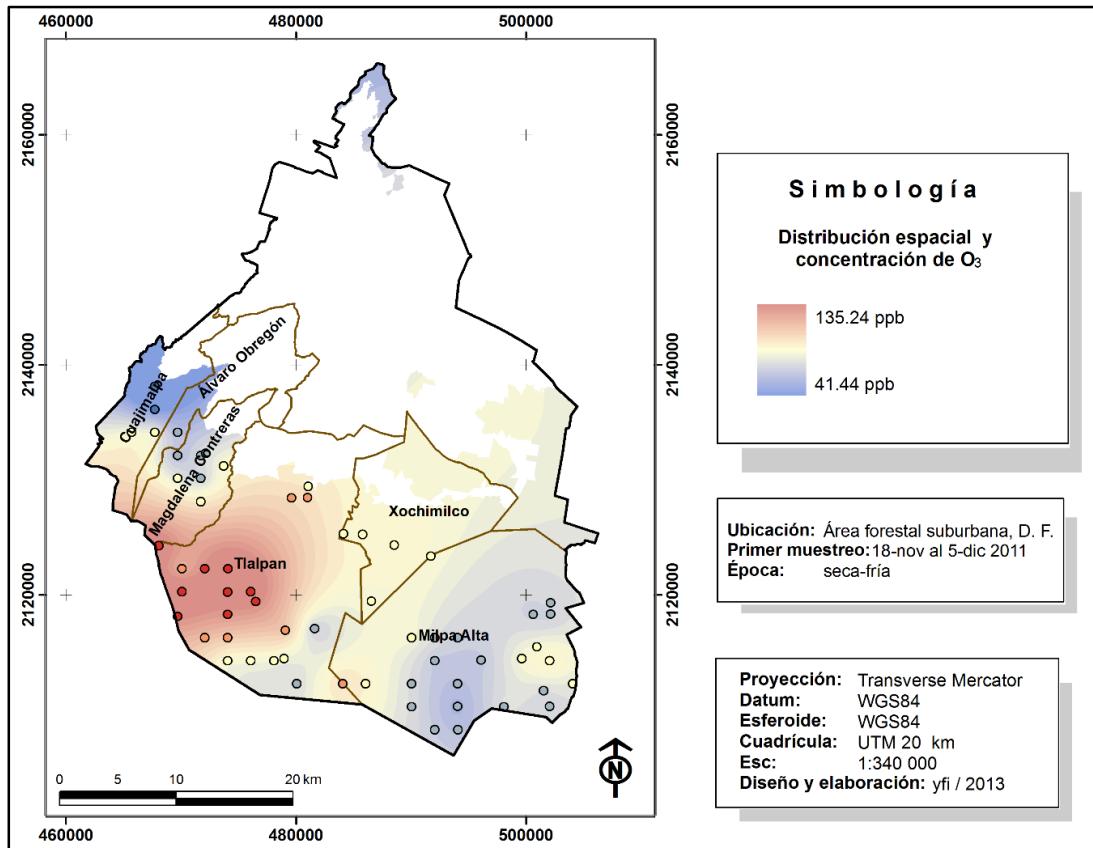 460000 480000 500000
2160000 2160000
2140000 2140000
2120000 2120000
Cuajimalpa
Alvaro Obregón
Magdalena Contreras
Tlalpan
Xochimilco
Milpa Alta
0 5 10 20 km
N
460000 480000 500000
Simbología
Distribución espacial y
concentración de O₃
135.24 ppb
41.44 ppb
Ubicación: Área forestal suburbana, D. F.
Primer muestreo: 18-nov al 5-dic 2011
Época: seca-fría
Proyección: Transverse Mercator
Datum: WGS84
Esferoide: WGS84
Cuadrícula: UTM 20 km
Esc: 1:340 000
Diseño y elaboración: yfi / 2013